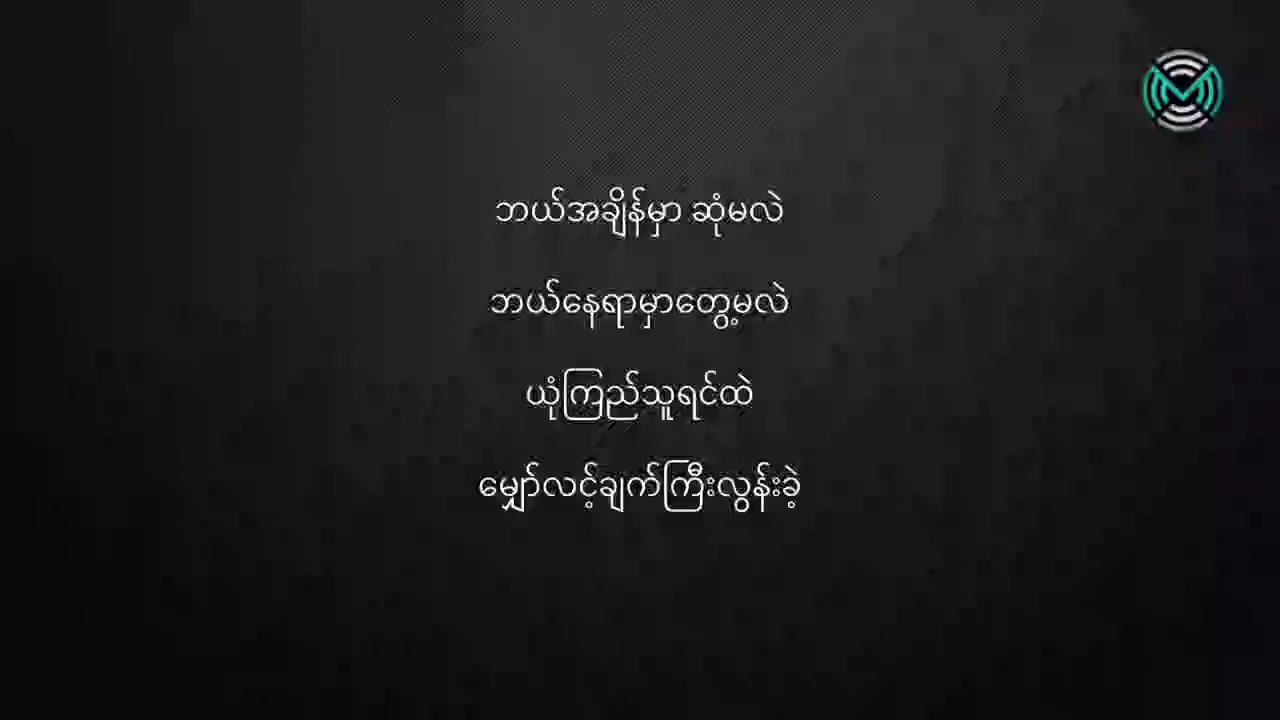 ဘယ်အချိန်မှာ ဆုံမလဲ
ဘယ်နေရာမှာတွေ့မလဲ
ယုံကြည်သူရင်ထဲ
မျှော်လင့်ချက်ကြီးလွန်းခဲ့